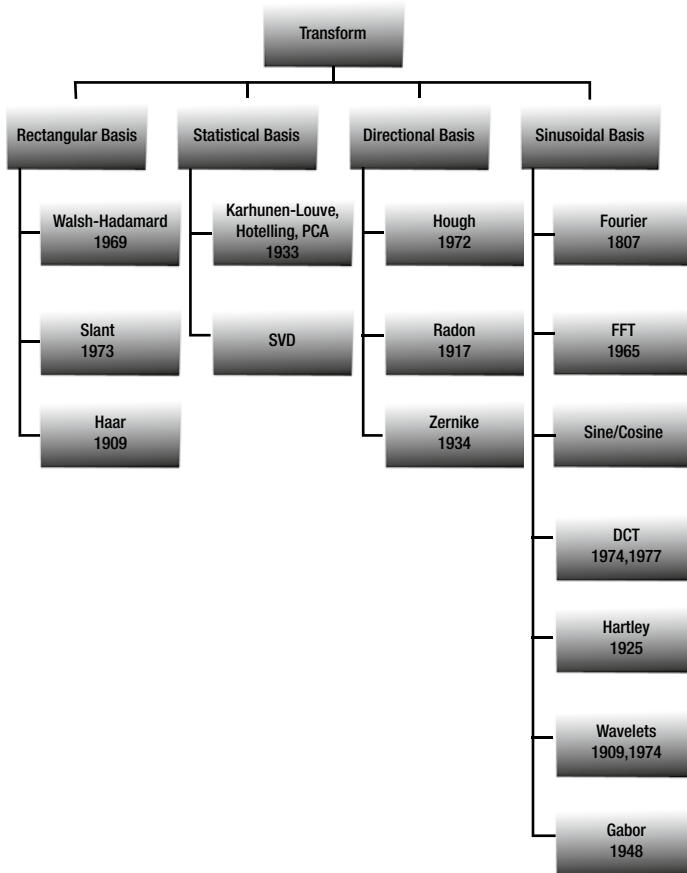 Transform
Rectangular Basis
Statistical Basis
Directional Basis
Sinusoidal Basis
Walsh-Hadamard
1969
Slant
1973
Haar
1909
Karhunen-Louve,
Hotelling, PCA
1933
SVD
Hough
1972
Radon
1917
Zernike
1934
Fourier
1807
FFT
1965
Sine/Cosine
DCT
1974,1977
Hartley
1925
Wavelets
1909,1974
Gabor
1948